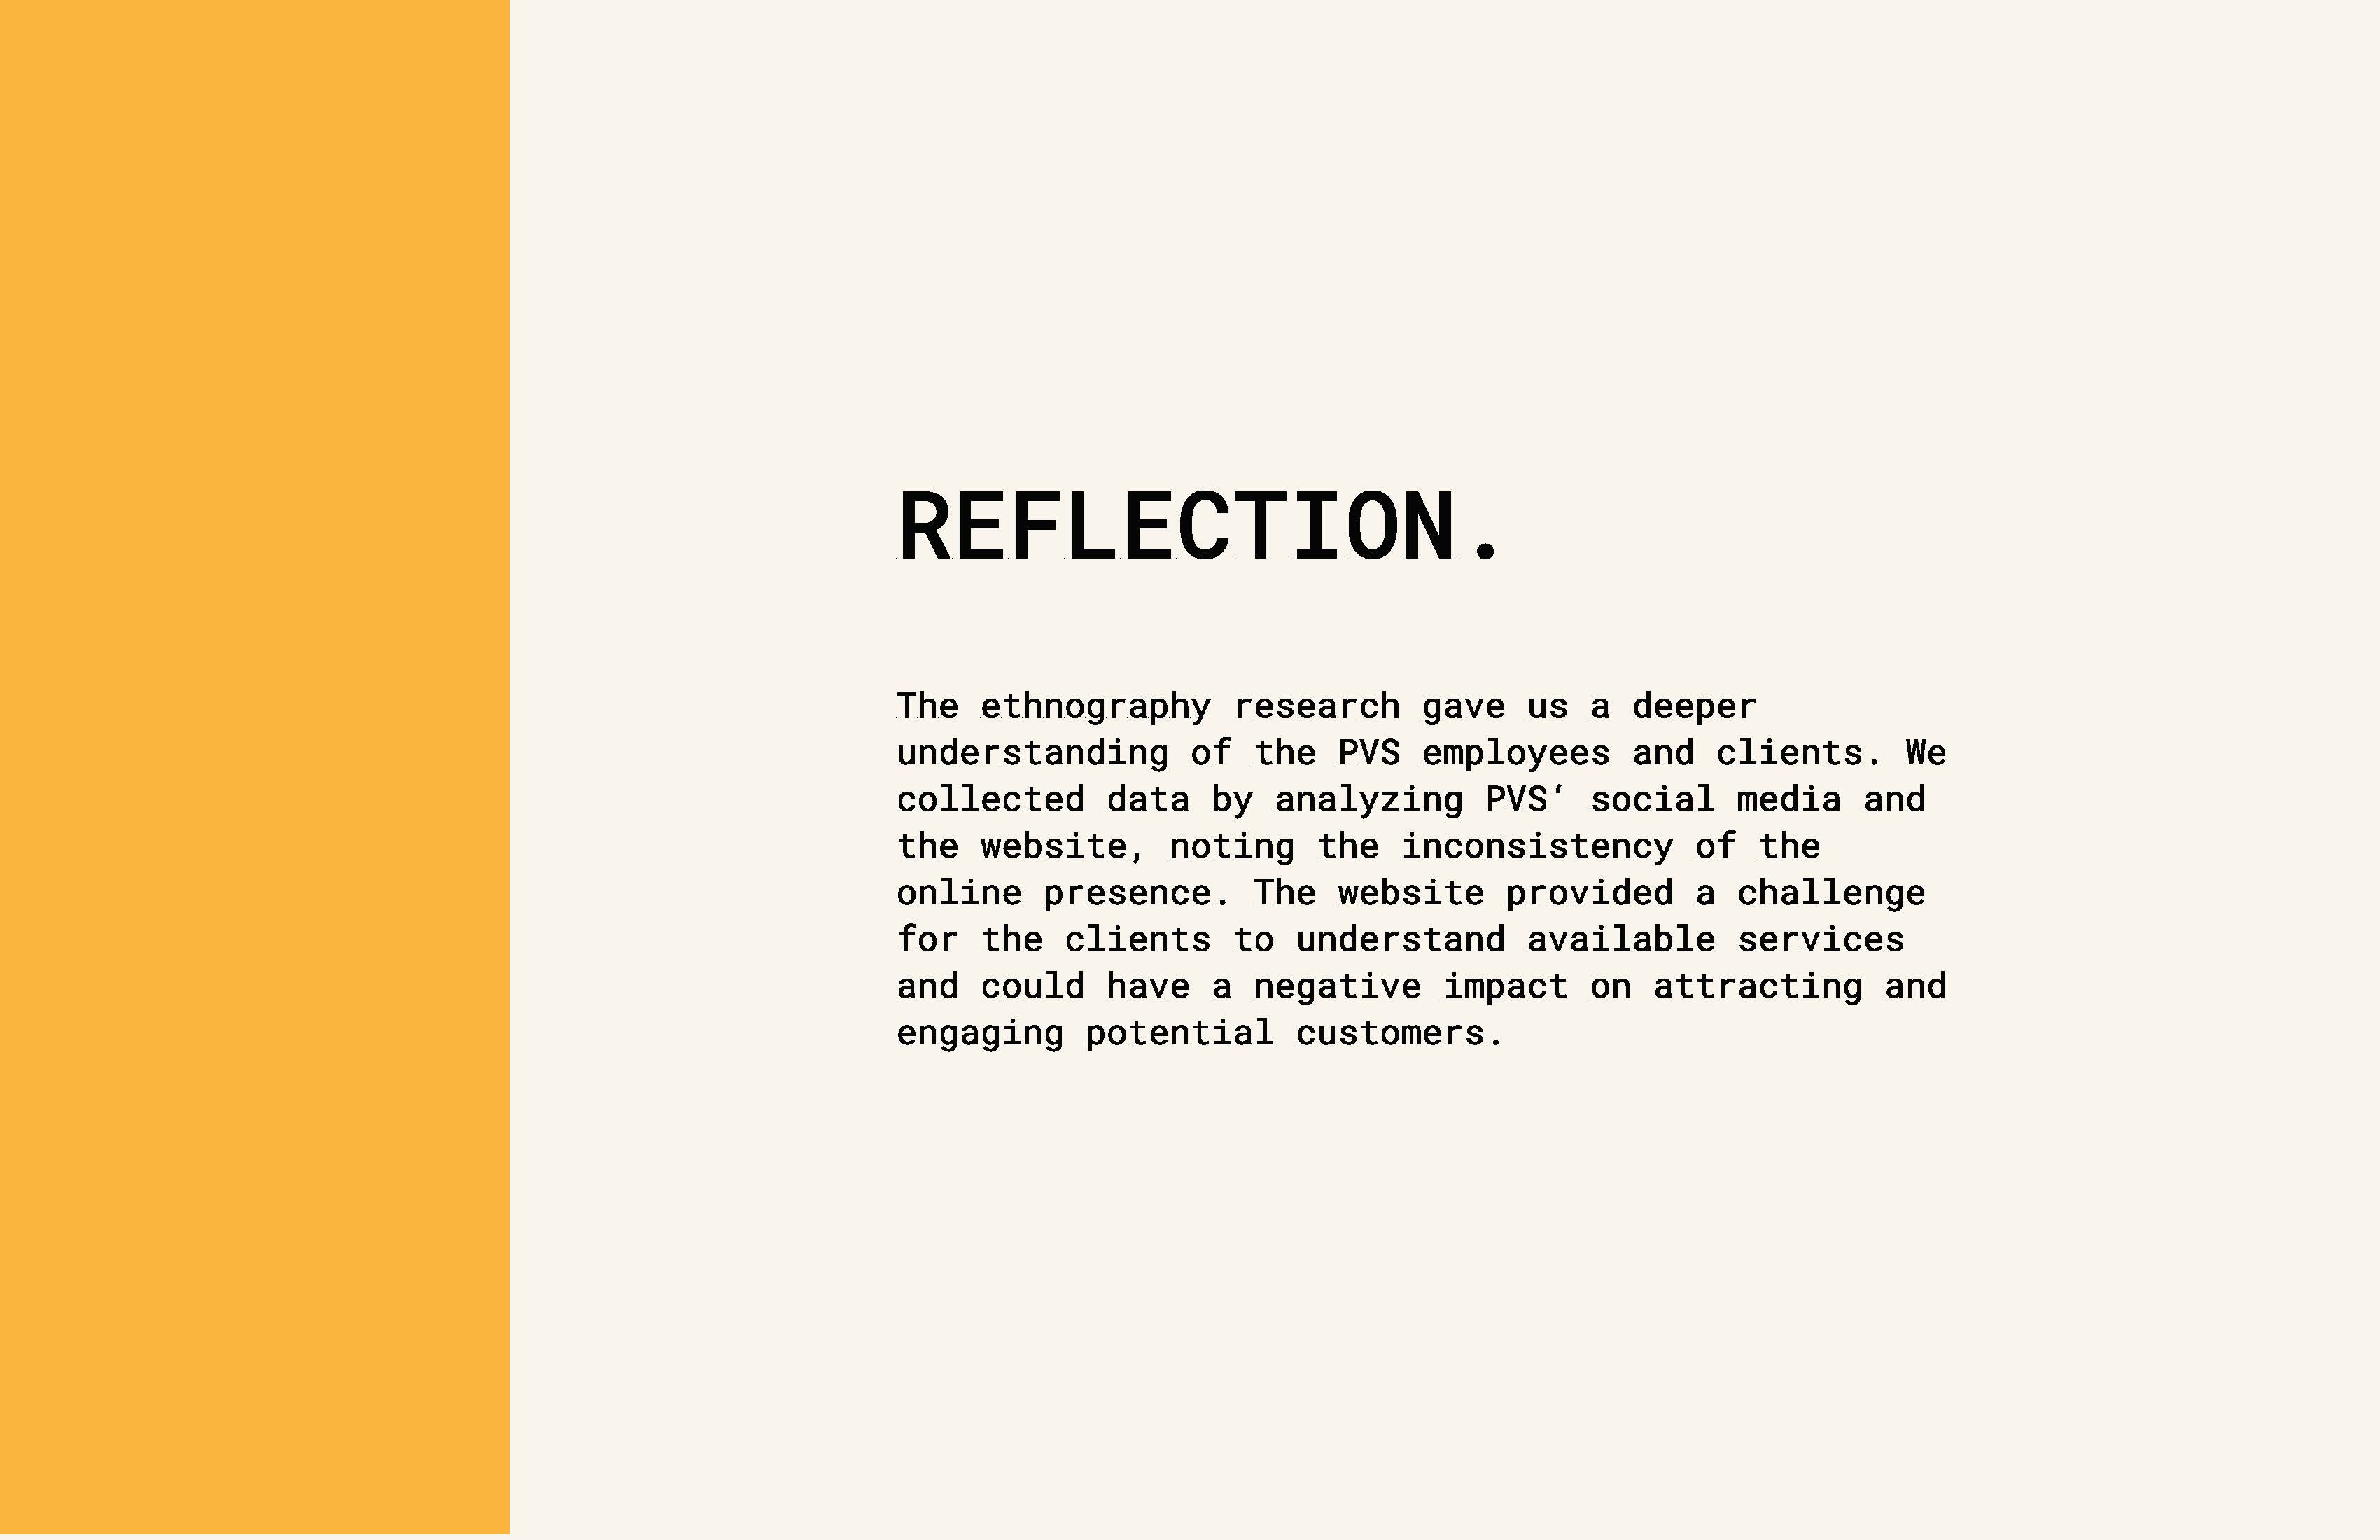 REFLECTION.
The ethnography research gave us a deeper
understanding of the PVS employees and clients. We
collected data by analyzing PVS‘ social media and
the website, noting the inconsistency of the
online presence. The website provided a challenge
for the clients to understand available services
and could have a negative impact on attracting and
engaging potential customers.